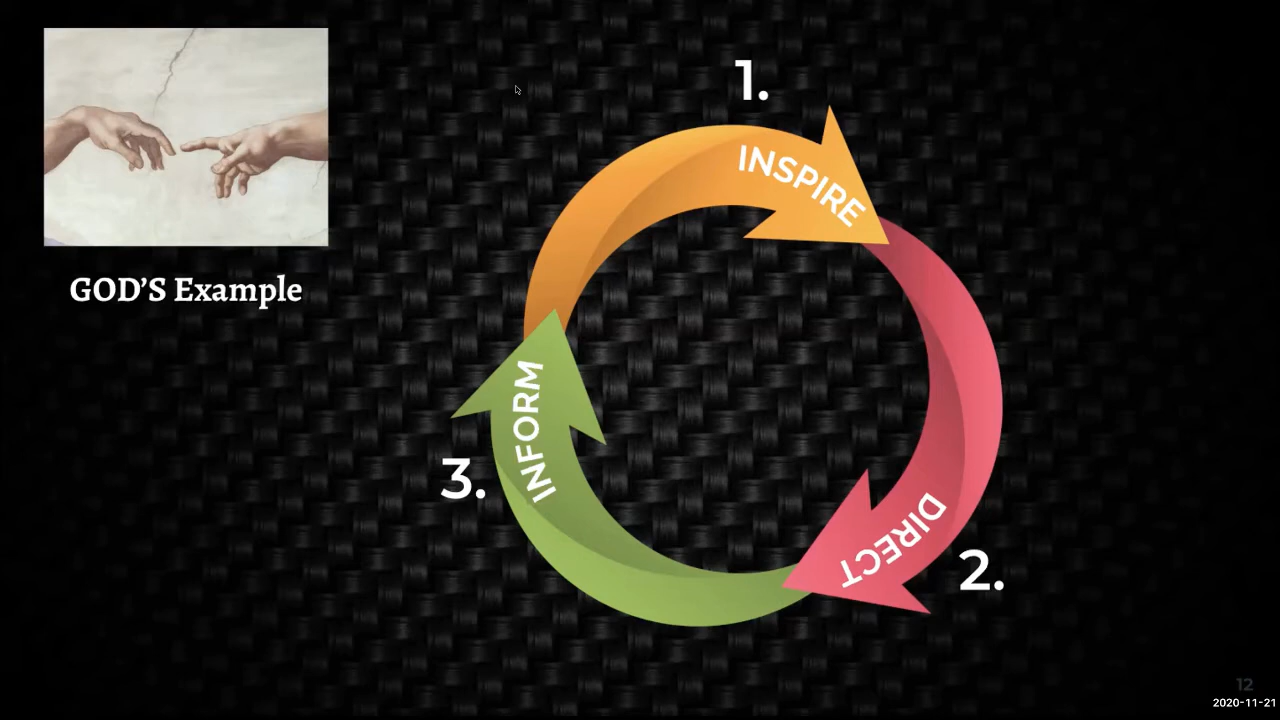 GOD'S Example
1.
INSPIRE
DIRECT
2.
3.
INFORM
12
2020-11-21